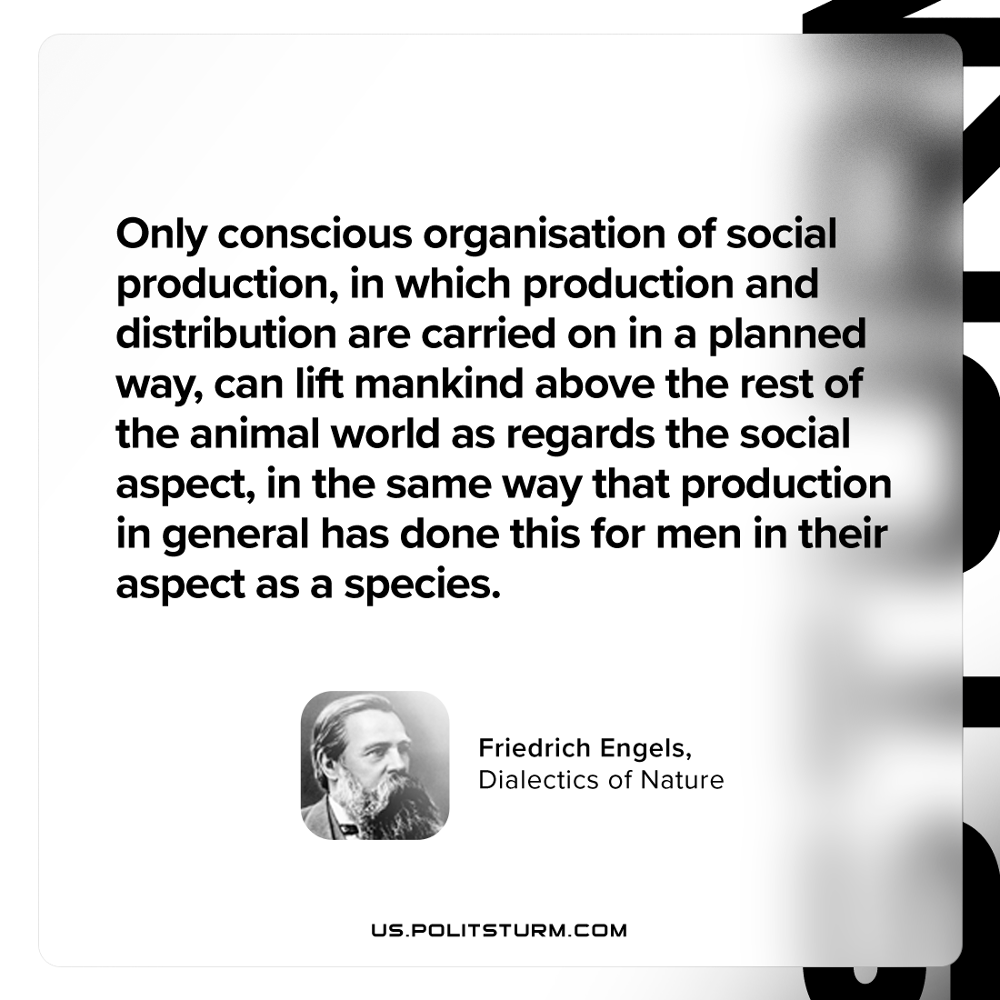 Only conscious organisation of social
production, in which production and
distribution are carried on in a planned
way, can lift mankind above the rest of
the animal world as regards the social
aspect, in the same way that production
in general has done this for men in their
aspect as a species.
Friedrich Engels,
Dialectics of Nature
US.POLITSTURM.COM